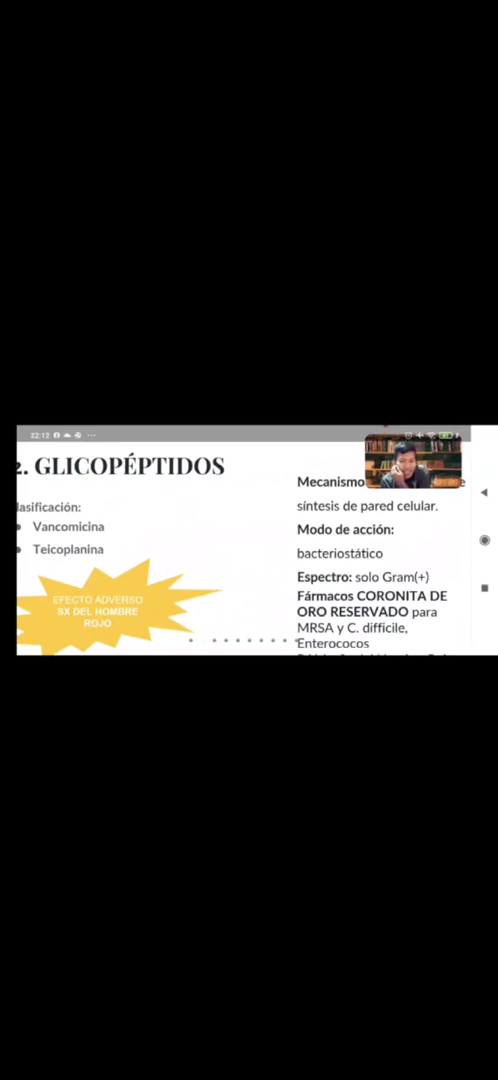 22:12
2. GLICOPÉPTIDOS
lasificación:
Vancomicina
Teicoplanina
EFECTO ADVERSO
SX DEL HOMBRE
ROJO
Mecanismo
síntesis de pared celular.
Modo de acción:
bacteriostático
Espectro: solo Gram(+)
Fármacos CORONITA DE
ORO RESERVADO para
MRSA y C. difficile,
Enterococos